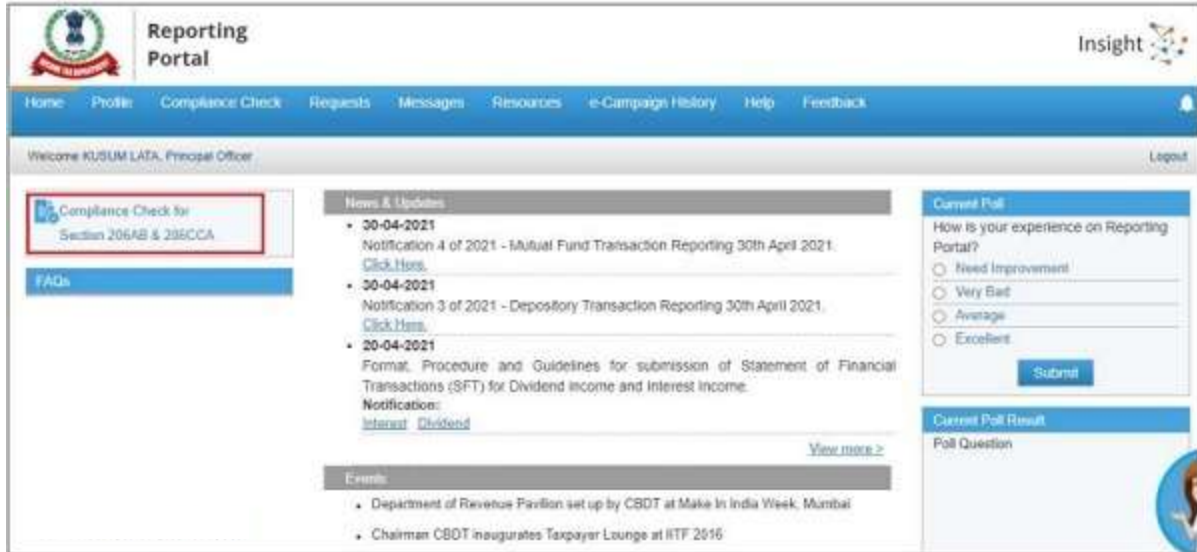 Reporting
Portal
Insight
Home Profile Compliance Check Requests Messages Resources e-Campaign History Help Feedback
Welcome KUSUM LATA, Principal Officer
Logout
Compliance Check for
Section 206AB & 206CCA
FAQs
News & Updates
• 30-04-2021
Notification 4 of 2021 - Mutual Fund Transaction Reporting 30th April 2021.
Click Here.
• 30-04-2021
Notification 3 of 2021 - Depository Transaction Reporting 30th April 2021.
Click Here.
• 20-04-2021
Format, Procedure and Guidelines for submission of Statement of Financial
Transactions (SFT) for Dividend income and Interest income.
Notification:
Interest Dividend
View more >
Events
• Department of Revenue Pavilion set up by CBDT at Make In India Week, Mumbai
• Chairman CBDT inaugurates Taxpayer Lounge at IITF 2016
Current Poll
How is your experience on Reporting
Portal?
Need Improvement
Very Bad
Average
Excellent
Submit
Current Poll Result
Poll Question